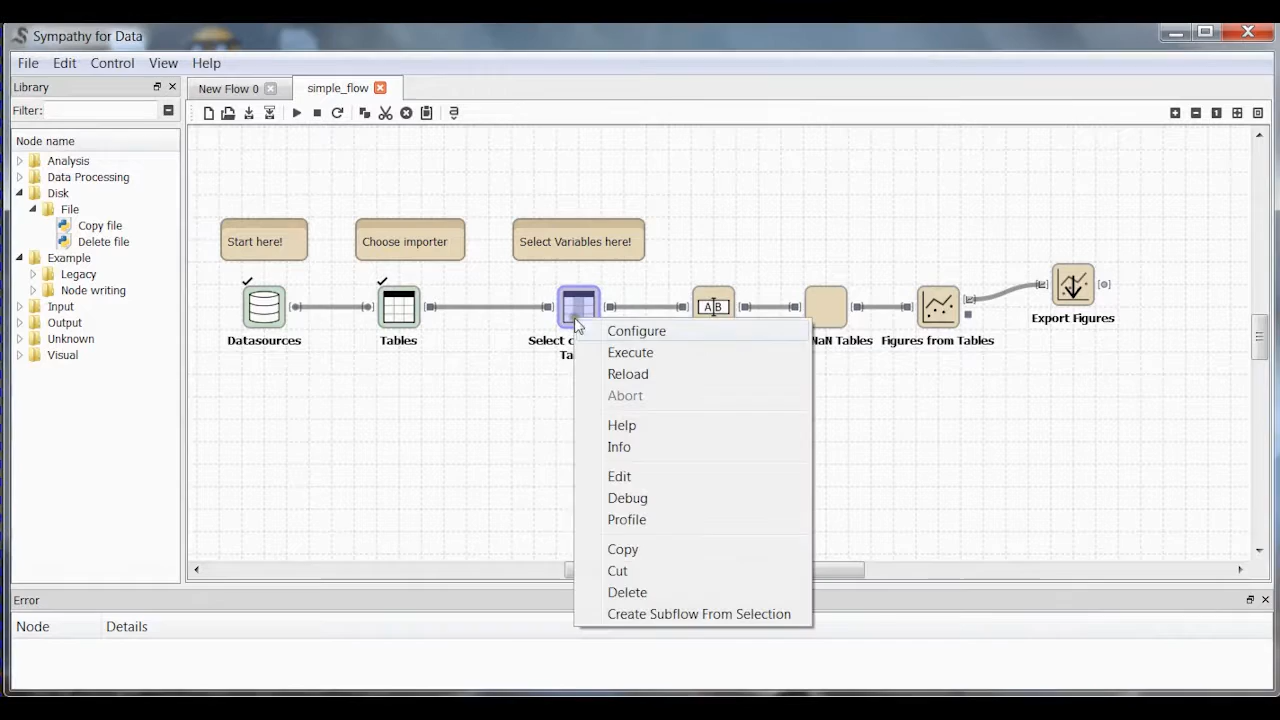 Sympathy for Data
File Edit Control View Help
Library
New Flow 0
simple_flow
Filter:
Node name
Analysis
Data Processing
Disk
File
Copy file
Delete file
Example
Legacy
Node writing
Input
Output
Unknown
Visual
Start here!
Choose importer
Select Variables here!
A B
Datasources
Tables
Select c
Ta
NaN Tables
Figures from Tables
Export Figures
Configure
Execute
Reload
Abort
Help
Info
Edit
Debug
Profile
Copy
Cut
Delete
Create Subflow From Selection
Error
Node Details